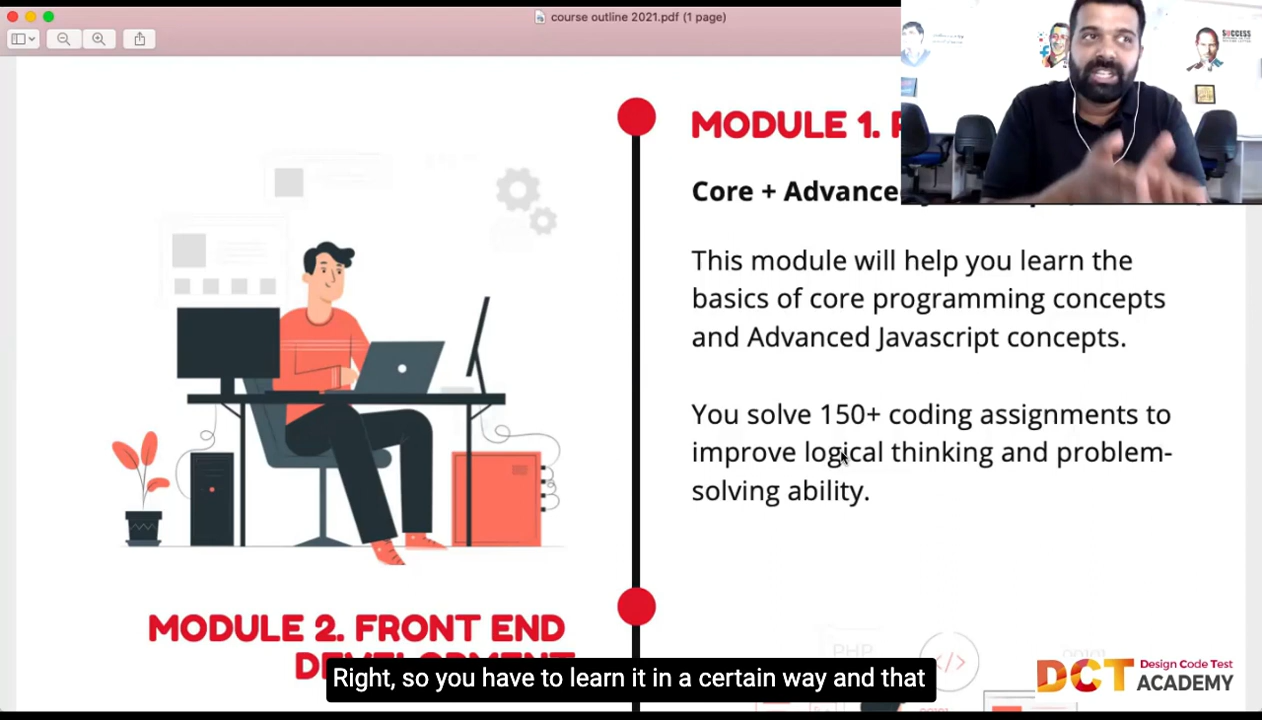 course outline 2021.pdf (1 page)
SUCCESS
MODULE 1.
Core + Advance
This module will help you learn the
basics of core programming concepts
and Advanced Javascript concepts.
You solve 150+ coding assignments to
improve logical thinking and problem-
solving ability.
MODULE 2. FRONT END
DEVELOPMENT
PHP
</>
Right, so you have to learn it in a certain way and that
DCT Design Code Test
ACADEMY